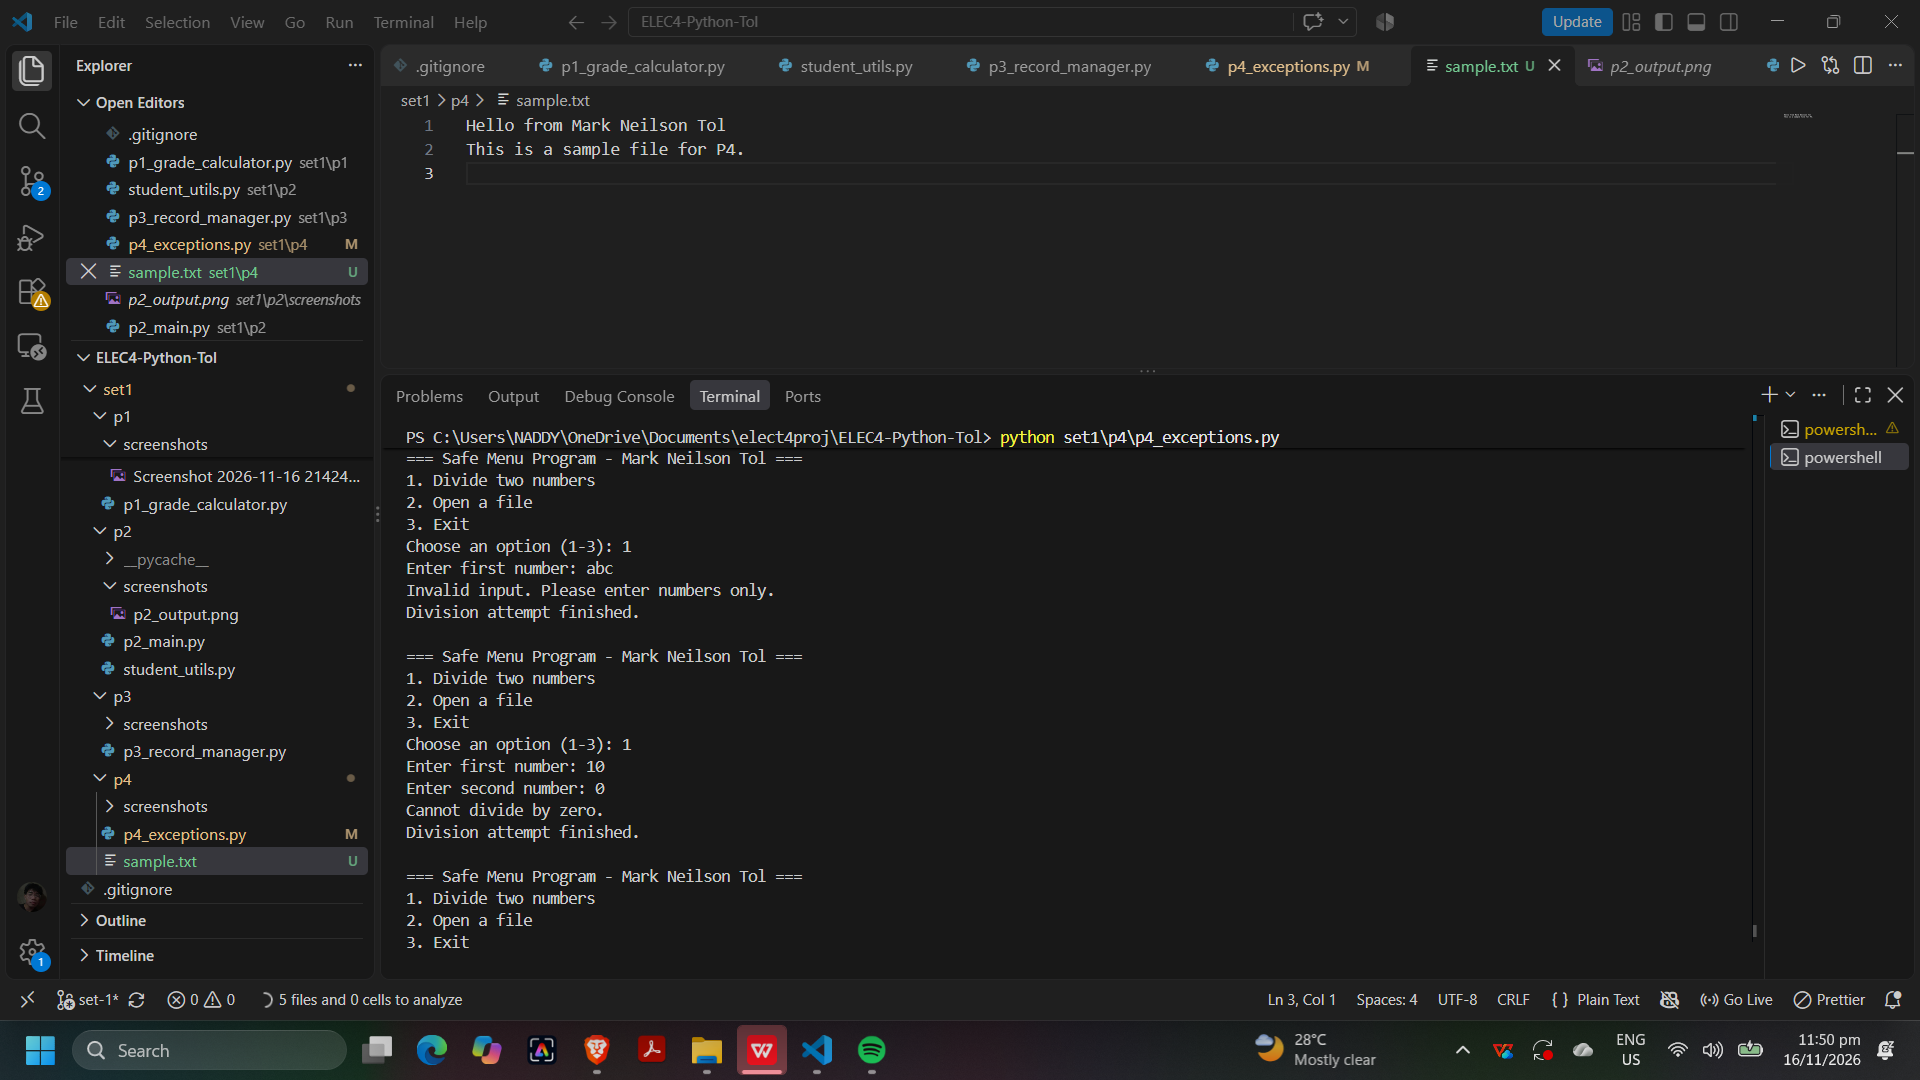 File Edit Selection View Go Run Terminal Help
ELEC4-Python-Tol
Update
Explorer
Open Editors
.gitignore
p1_grade_calculator.py set1\p1
student_utils.py set1\p2
p3_record_manager.py set1\p3
p4_exceptions.py set1\p4 M
sample.txt set1\p4 U
p2_output.png set1\p2\screenshots
p2_main.py set1\p2
ELEC4-Python-Tol
set1
p1
screenshots
Screenshot 2026-11-16 21424...
p1_grade_calculator.py
p2
__pycache__
screenshots
p2_output.png
p2_main.py
student_utils.py
p3
screenshots
p3_record_manager.py
p4
screenshots
p4_exceptions.py M
sample.txt U
.gitignore
Outline
Timeline
2
1
.gitignore p1_grade_calculator.py student_utils.py p3_record_manager.py p4_exceptions.py M sample.txt U p2_output.png
set1 > p4 > sample.txt
1 Hello from Mark Neilson Tol
2 This is a sample file for P4.
3
Problems Output Debug Console Terminal Ports
PS C:\Users\NADDY\OneDrive\Documents\elect4proj\ELEC4-Python-Tol> python set1\p4\p4_exceptions.py
=== Safe Menu Program - Mark Neilson Tol ===
1. Divide two numbers
2. Open a file
3. Exit
Choose an option (1-3): 1
Enter first number: abc
Invalid input. Please enter numbers only.
Division attempt finished.
=== Safe Menu Program - Mark Neilson Tol ===
1. Divide two numbers
2. Open a file
3. Exit
Choose an option (1-3): 1
Enter first number: 10
Enter second number: 0
Cannot divide by zero.
Division attempt finished.
=== Safe Menu Program - Mark Neilson Tol ===
1. Divide two numbers
2. Open a file
3. Exit
powersh...
powershell
set-1* 0 0 5 files and 0 cells to analyze
Ln 3, Col 1 Spaces: 4 UTF-8 CRLF { } Plain Text Go Live Prettier
Search
28°C
Mostly clear
ENG
US
11:50 pm
16/11/2026